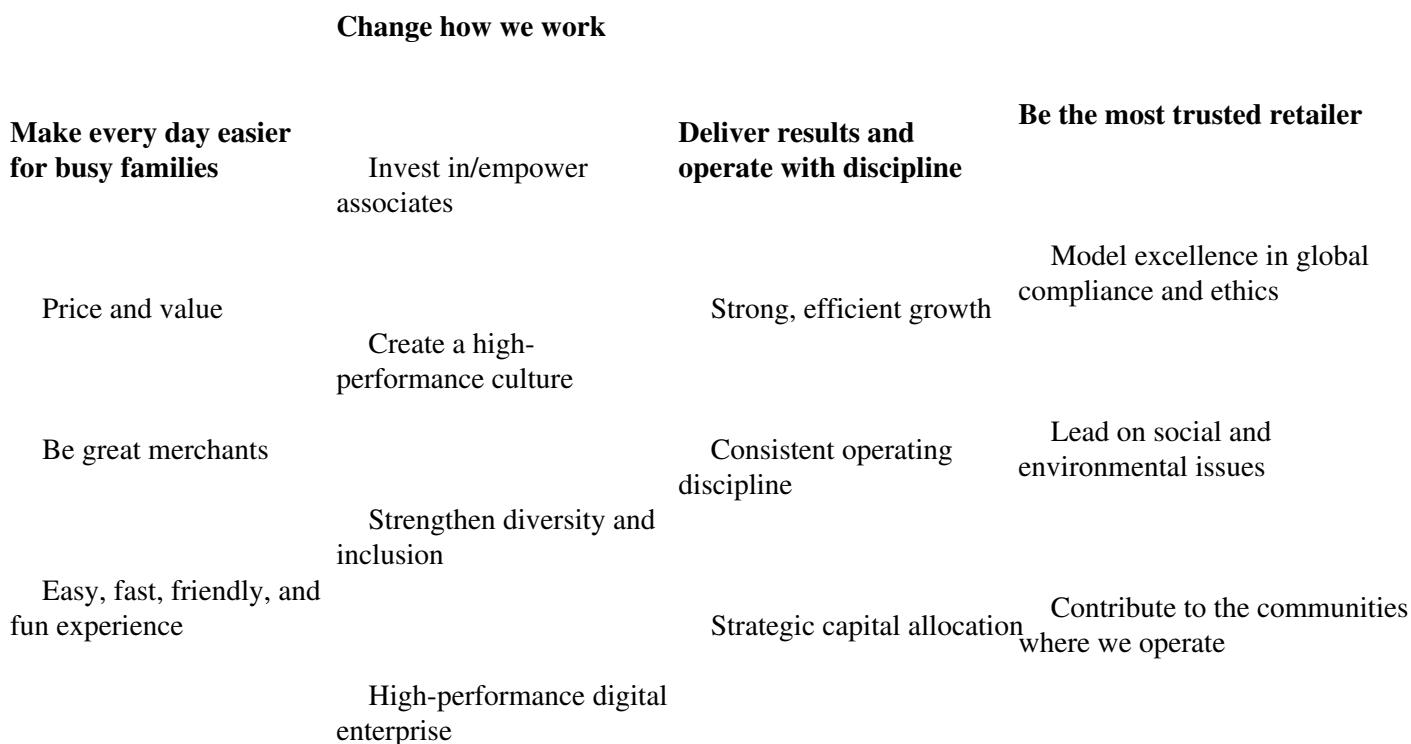 Make every day easier
for busy families
Price and value
Be great merchants
Easy, fast, friendly, and
fun experience
Change how we work
Invest in/empower
associates
Create a high-
performance culture
Strengthen diversity and
inclusion
High-performance digital
enterprise
Deliver results and
operate with discipline
Strong, efficient growth
Consistent operating
discipline
Strategic capital allocation
Be the most trusted retailer
Model excellence in global
compliance and ethics
Lead on social and
environmental issues
Contribute to the communities
where we operate